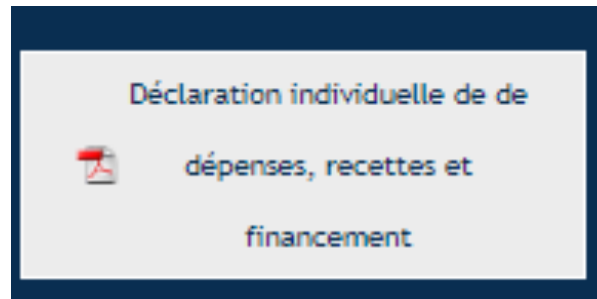 Déclaration individuelle de de
dépenses, recettes et
financement